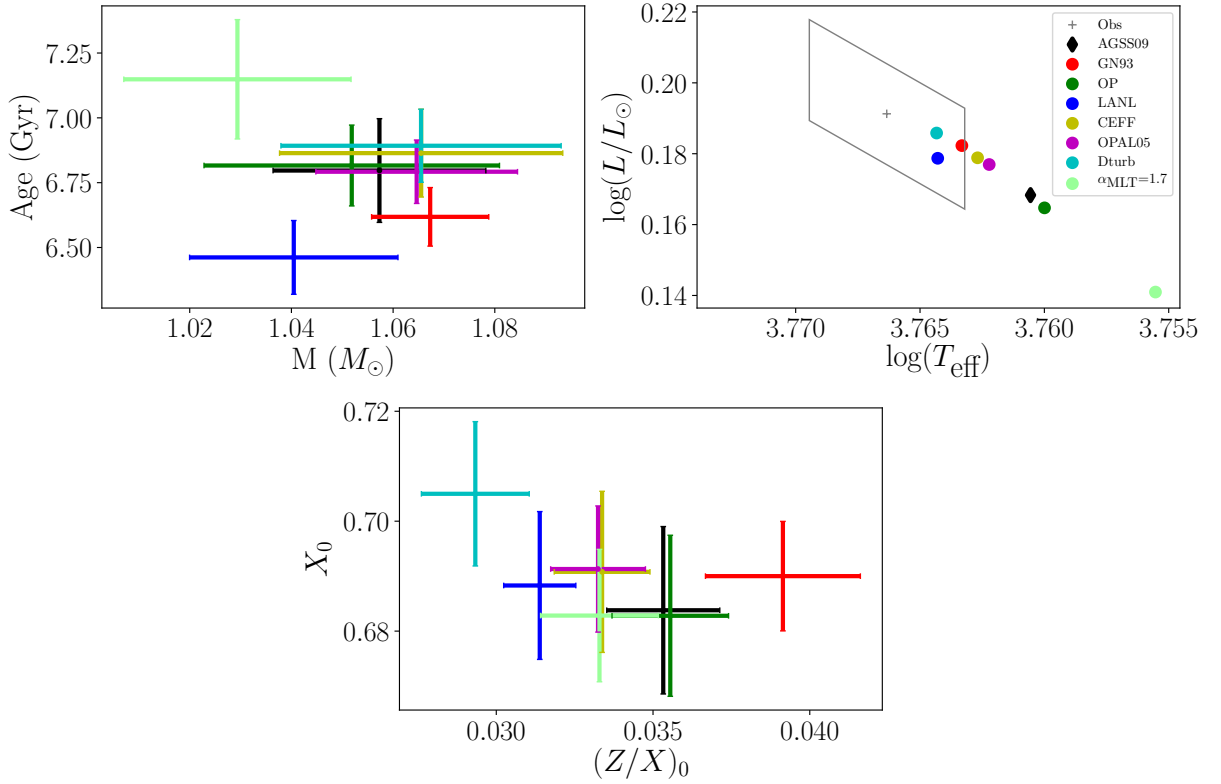 7.25
7.00
6.75
6.50
Age (Gyr)
1.02 1.04 1.06 1.08
M (M⊙)
0.22
0.20
0.18
0.16
0.14
log(L/L⊙)
3.770 3.765 3.760 3.755
log(Teff)
Obs
AGSS09
GN93
OP
LANL
CEFF
OPAL05
Dturb
αMLT=1.7
0.72
0.70
0.68
X₀
0.030 0.035 0.040
(Z/X)₀